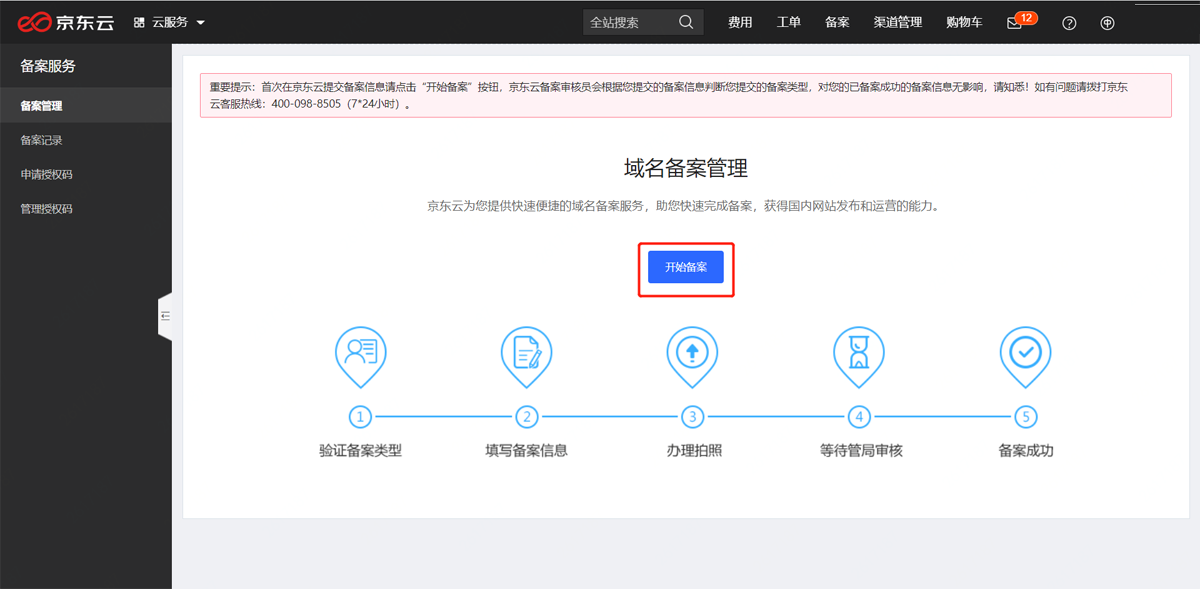 京东云
云服务
全站搜索
费用
工单
备案
渠道管理
购物车
12
备案服务
备案管理
备案记录
申请授权码
管理授权码
重要提示：首次在京东云提交备案信息请点击“开始备案”按钮，京东云备案审核员会根据您提交的备案信息判断您提交的备案类型，对您的已备案成功的备案信息无影响，请知悉！如有问题请拨打京东
云客服热线：400-098-8505（7*24小时）。
域名备案管理
京东云为您提供快速便捷的域名备案服务，助您快速完成备案，获得国内网站发布和运营的能力。
开始备案
1
2
3
4
5
验证备案类型
填写备案信息
办理拍照
等待管局审核
备案成功